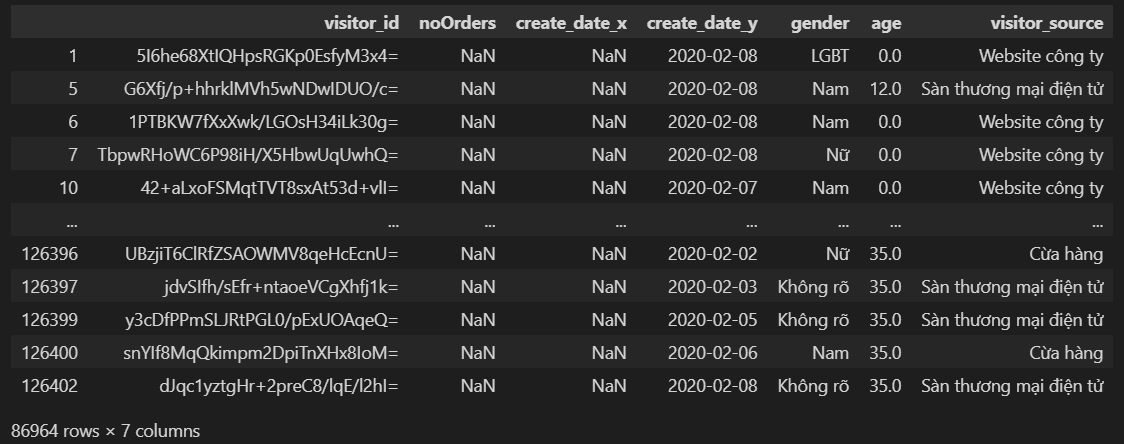 visitor_id noOrders create_date_x create_date_y gender age visitor_source
1 5I6he68XtIQHpsRGKp0EsfyM3x4= NaN NaN 2020-02-08 LGBT 0.0 Website công ty
5 G6Xfj/p+hhrklMVh5wNDwIDUO/c= NaN NaN 2020-02-08 Nam 12.0 Sàn thương mại điện tử
6 1PTBKW7fXxXwk/LGOsH34iLk30g= NaN NaN 2020-02-08 Nam 0.0 Website công ty
7 TbpwRHoWC6P98iH/X5HbwUqUwhQ= NaN NaN 2020-02-08 Nữ 0.0 Website công ty
10 42+aLxoFSMqtTVT8sxAt53d+vlI= NaN NaN 2020-02-07 Nam 0.0 Website công ty
... ... ... ... ... ... ... ...
126396 UBzjiT6ClRfZSAOWMV8qeHcEcnU= NaN NaN 2020-02-02 Nữ 35.0 Cửa hàng
126397 jdvSIfh/sEfr+ntaoeVCgXhfj1k= NaN NaN 2020-02-03 Không rõ 35.0 Sàn thương mại điện tử
126399 y3cDfPPmSLJRtPGL0/pExUOAqeQ= NaN NaN 2020-02-05 Không rõ 35.0 Sàn thương mại điện tử
126400 snYIf8MqQkimpm2DpiTnXHx8IoM= NaN NaN 2020-02-06 Nam 35.0 Cửa hàng
126402 dJqc1yztgHr+2preC8/lqE/l2hI= NaN NaN 2020-02-08 Không rõ 35.0 Sàn thương mại điện tử
86964 rows × 7 columns